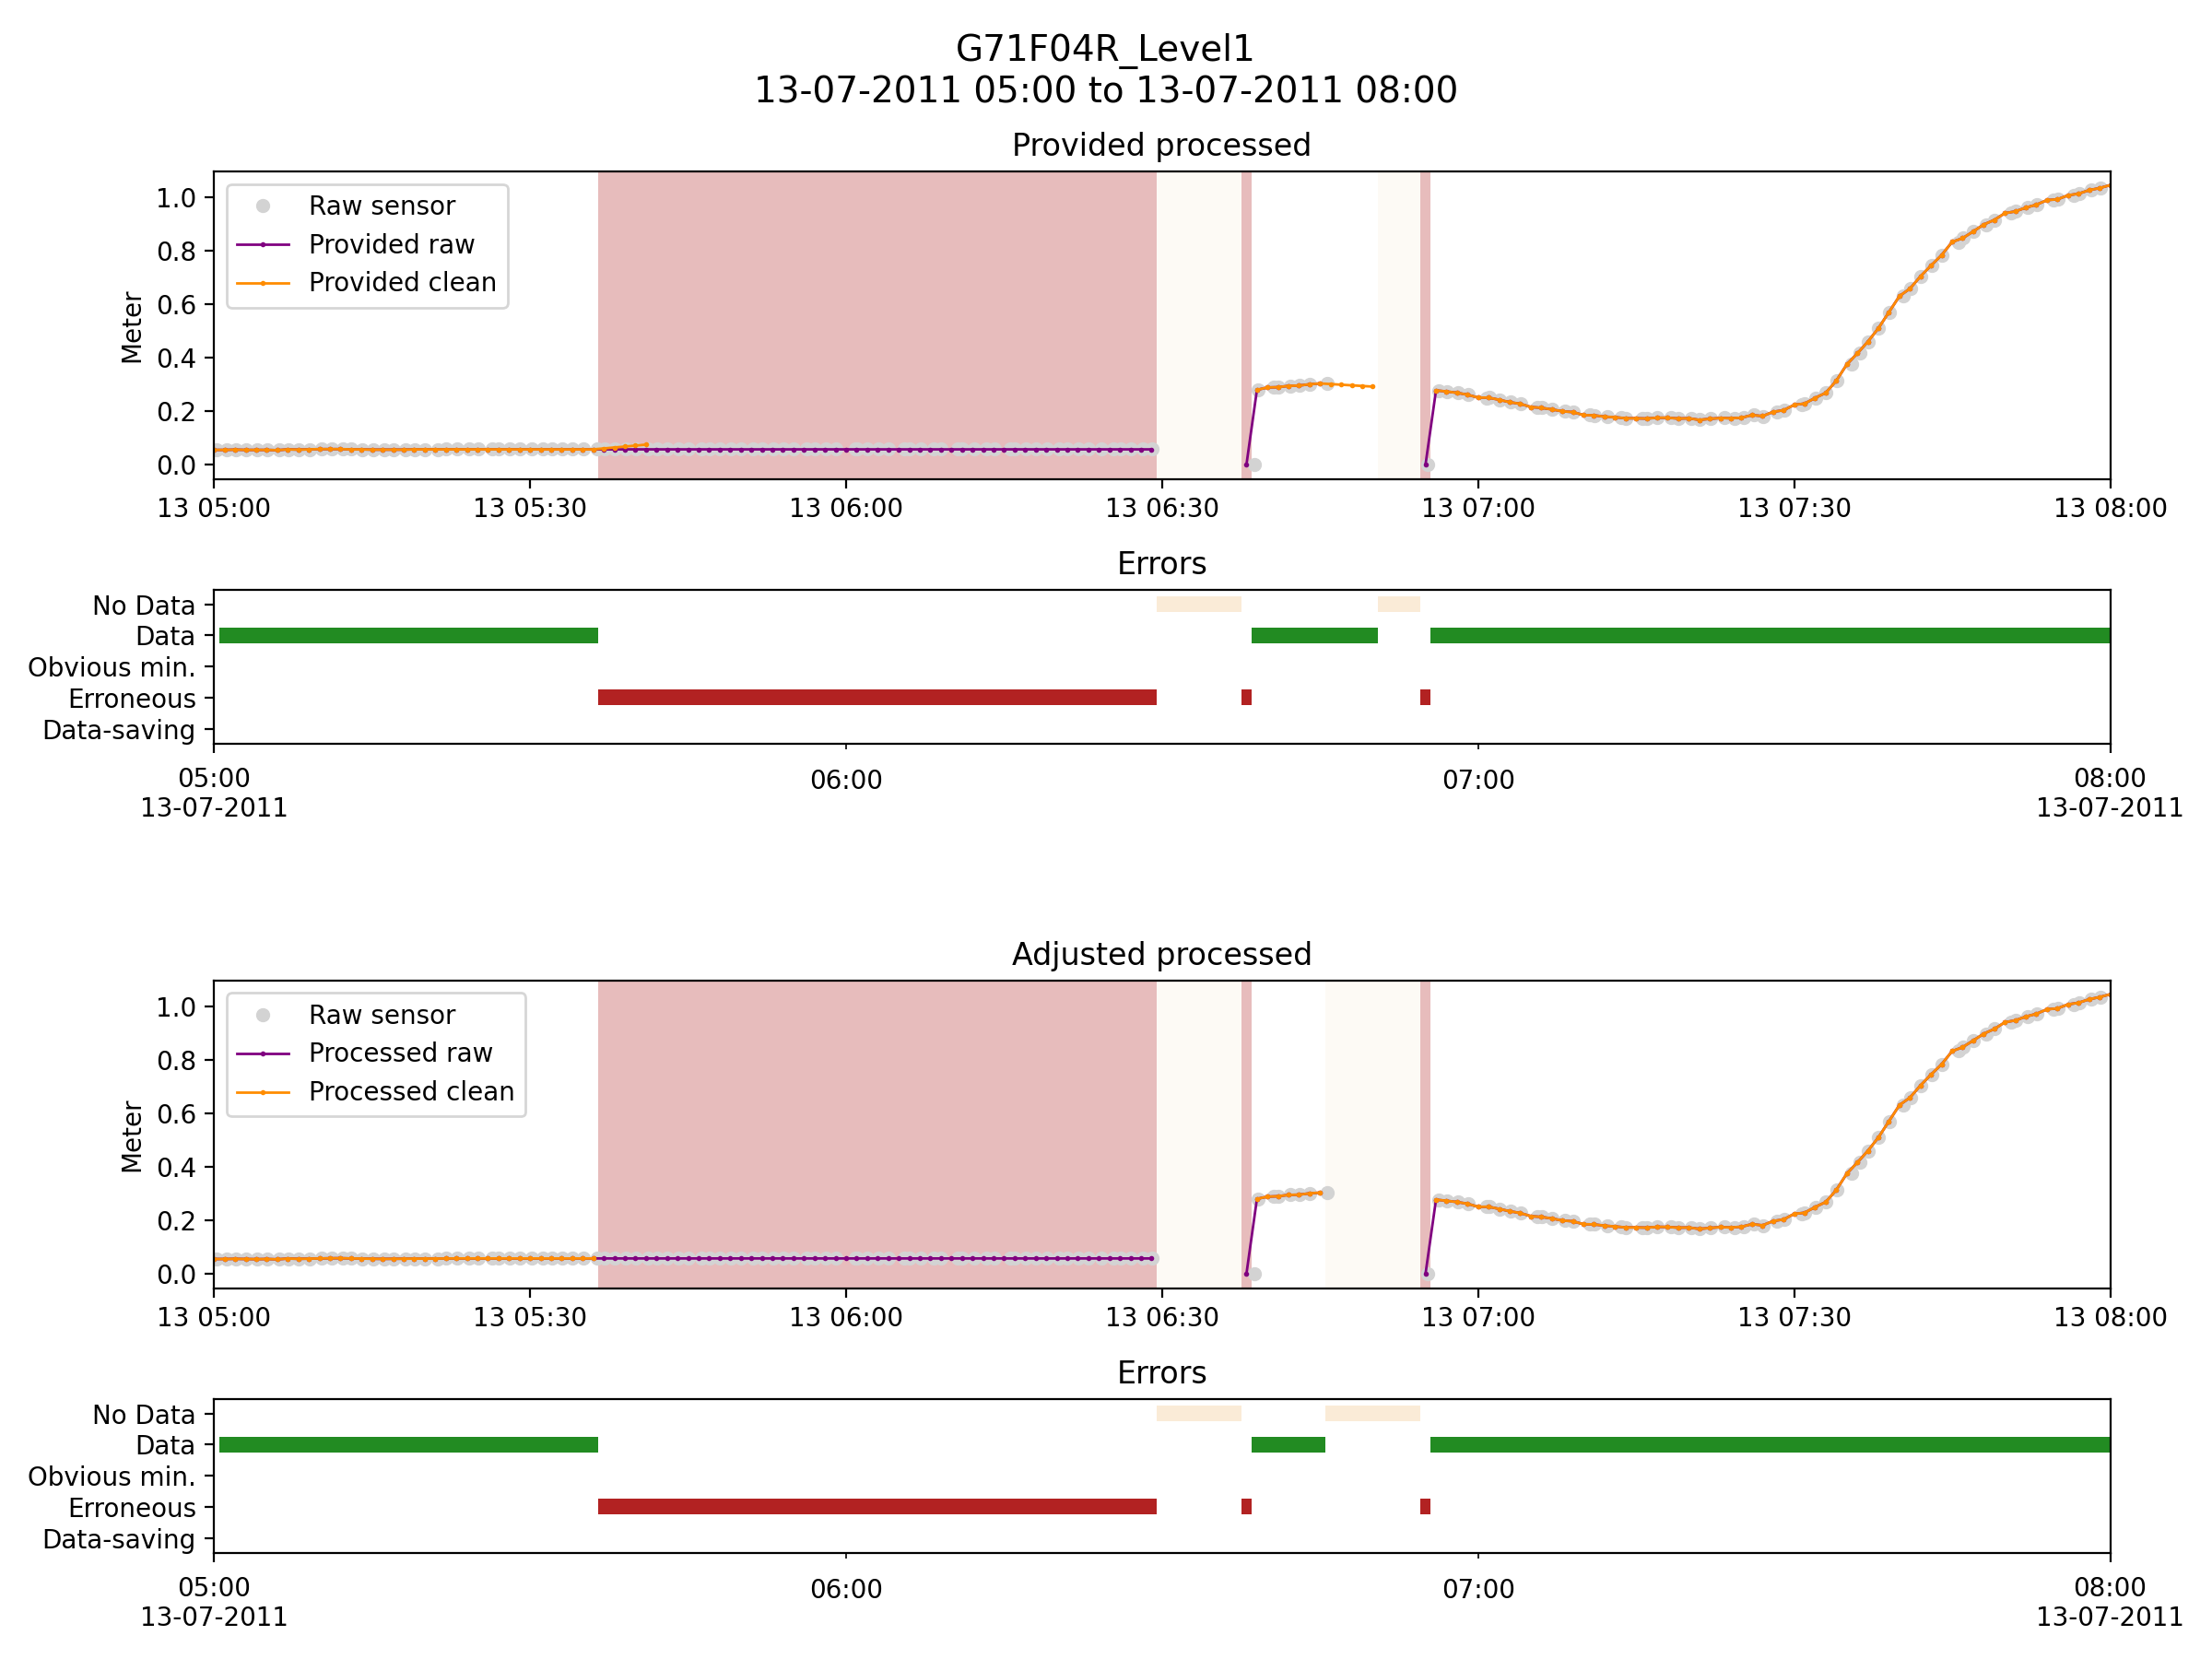 G71F04R_Level1
13-07-2011 05:00 to 13-07-2011 08:00
Provided processed
Raw sensor
Provided raw
Provided clean
Meter
1.0
0.8
0.6
0.4
0.2
0.0
13 05:00 13 05:30 13 06:00 13 06:30 13 07:00 13 07:30 13 08:00
Errors
No Data
Data
Obvious min.
Erroneous
Data-saving
05:00 06:00 07:00 08:00
13-07-2011 13-07-2011
Adjusted processed
Raw sensor
Processed raw
Processed clean
Meter
1.0
0.8
0.6
0.4
0.2
0.0
13 05:00 13 05:30 13 06:00 13 06:30 13 07:00 13 07:30 13 08:00
Errors
No Data
Data
Obvious min.
Erroneous
Data-saving
05:00 06:00 07:00 08:00
13-07-2011 13-07-2011